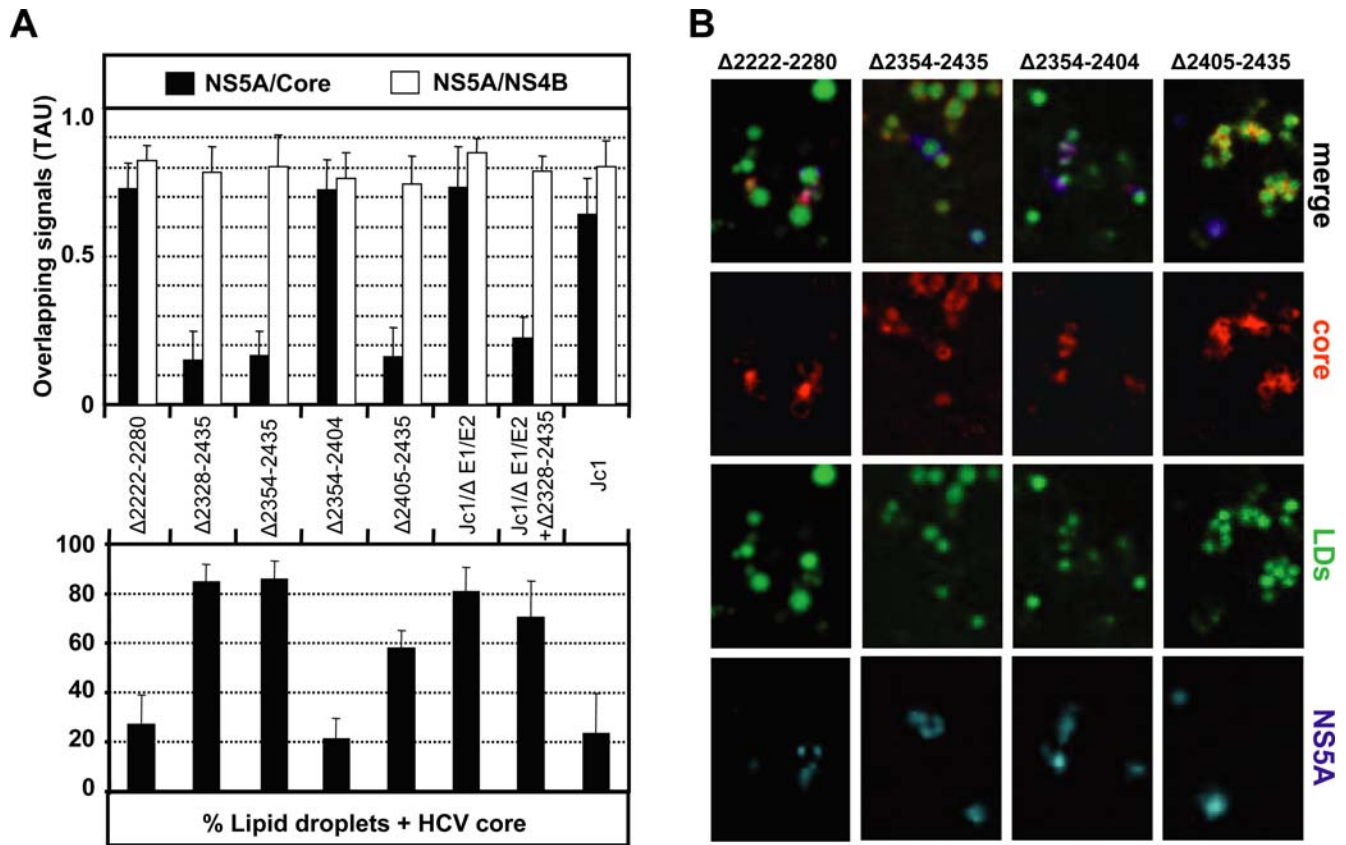 A
NS5A/Core
NS5A/NS4B
Overlapping signals (TAU)
1.0
0.5
0
Δ2222-2280
Δ2328-2435
Δ2354-2435
Δ2354-2404
Δ2405-2435
Jc1/Δ E1/E2
Jc1/Δ E1/E2
+Δ2328-2435
Jc1
100
80
60
40
20
0
% Lipid droplets + HCV core
B
Δ2222-2280
Δ2354-2435
Δ2354-2404
Δ2405-2435
merge
core
LDs
NS5A